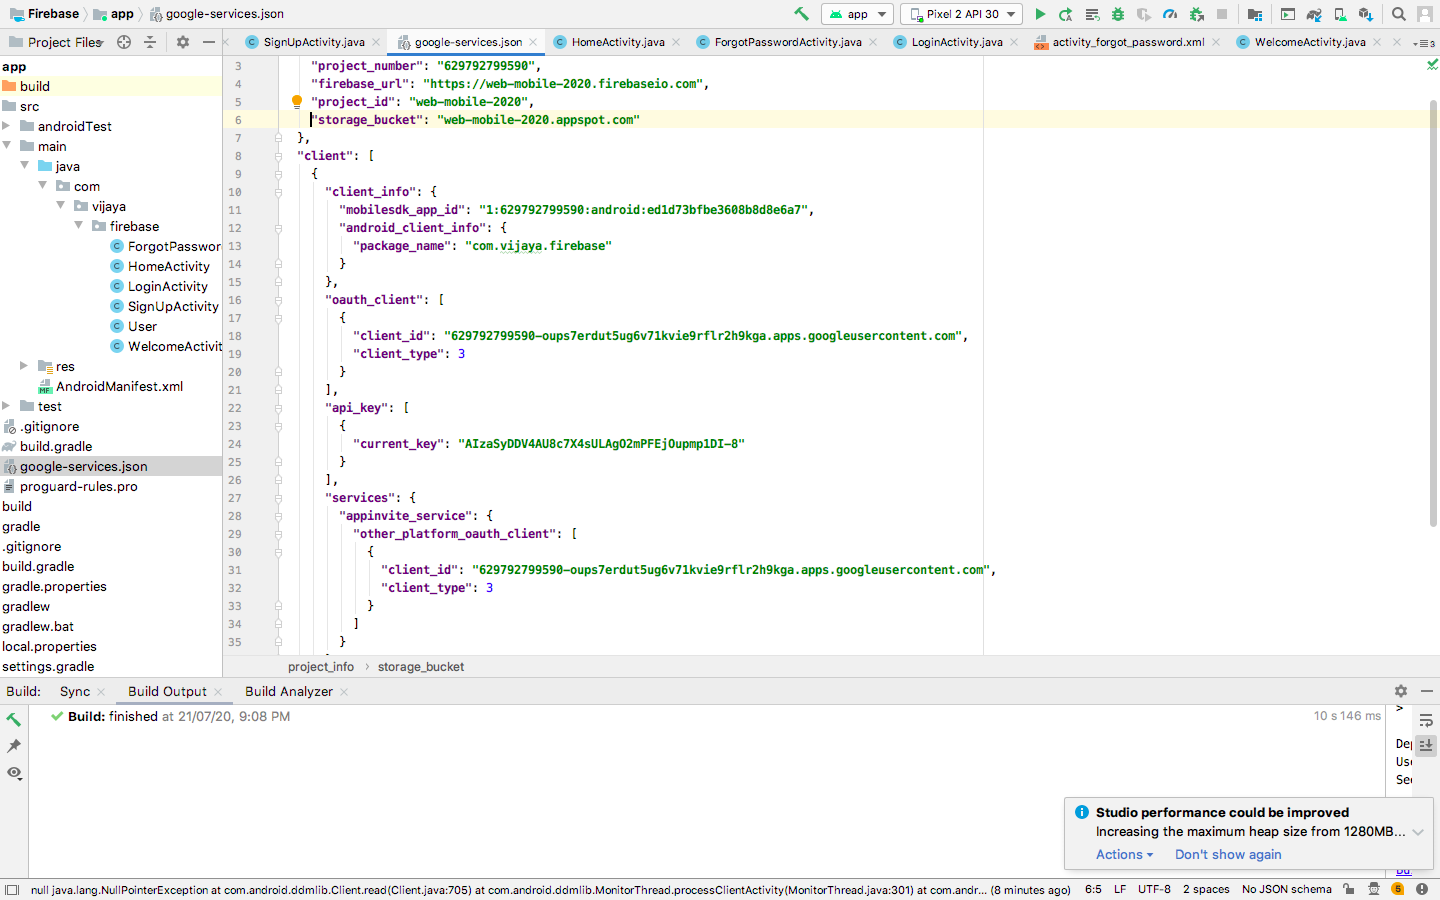 Firebase app google-services.json
app Pixel 2 API 30
Project Files
SignUpActivity.java google-services.json HomeActivity.java ForgotPasswordActivity.java LoginActivity.java activity_forgot_password.xml WelcomeActivity.java
app
build
src
androidTest
main
java
com
vijaya
firebase
ForgotPasswor
HomeActivity
LoginActivity
SignUpActivity
User
WelcomeActivit
res
AndroidManifest.xml
test
.gitignore
build.gradle
google-services.json
proguard-rules.pro
build
gradle
.gitignore
build.gradle
gradle.properties
gradlew
gradlew.bat
local.properties
settings.gradle
3 "project_number": "629792799590",
4 "firebase_url": "https://web-mobile-2020.firebaseio.com",
5 "project_id": "web-mobile-2020",
6 "storage_bucket": "web-mobile-2020.appspot.com"
7 },
8 "client": [
9 {
10 "client_info": {
11 "mobilesdk_app_id": "1:629792799590:android:ed1d73bfbe3608b8d8e6a7",
12 "android_client_info": {
13 "package_name": "com.vijaya.firebase"
14 }
15 },
16 "oauth_client": [
17 {
18 "client_id": "629792799590-oups7erdut5ug6v71kvie9rflr2h9kga.apps.googleusercontent.com",
19 "client_type": 3
20 }
21 ],
22 "api_key": [
23 {
24 "current_key": "AIzaSyDDV4AU8c7X4sULAgO2mPFEjOupmp1DI-8"
25 }
26 ],
27 "services": {
28 "appinvite_service": {
29 "other_platform_oauth_client": [
30 {
31 "client_id": "629792799590-oups7erdut5ug6v71kvie9rflr2h9kga.apps.googleusercontent.com",
32 "client_type": 3
33 }
34 ]
35 }
project_info › storage_bucket
Build: Sync Build Output Build Analyzer
Build: finished at 21/07/20, 9:08 PM 10 s 146 ms
>
Dep
Use
See
Studio performance could be improved
Increasing the maximum heap size from 1280MB...
Actions Don't show again
null java.lang.NullPointerException at com.android.ddmlib.Client.read(Client.java:705) at com.android.ddmlib.MonitorThread.processClientActivity(MonitorThread.java:301) at com.andr... (8 minutes ago) 6:5 LF UTF-8 2 spaces No JSON schema 5